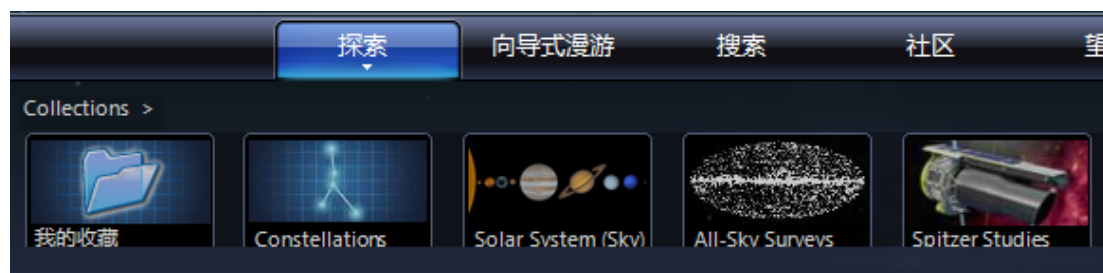 探索 向导式漫游 搜索 社区
Collections >
我的收藏 Constellations Solar System (Sky) All-Sky Surveys Spitzer Studies